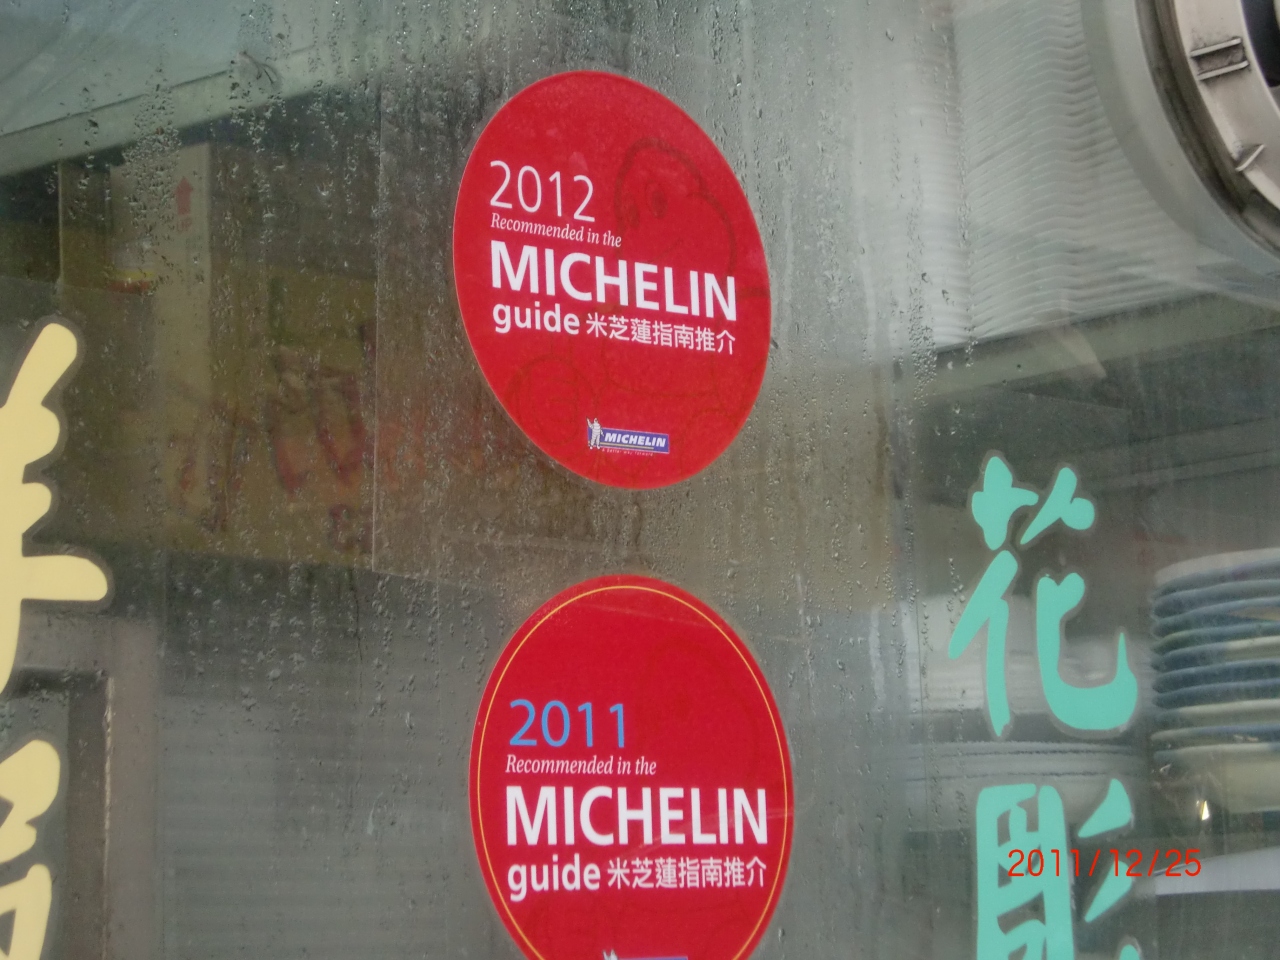 2012
Recommended in the
MICHELIN
guide 米芝蓮指南推介
MICHELIN
2011
Recommended in the
MICHELIN
guide 米芝蓮指南推介
花
2011/12/25